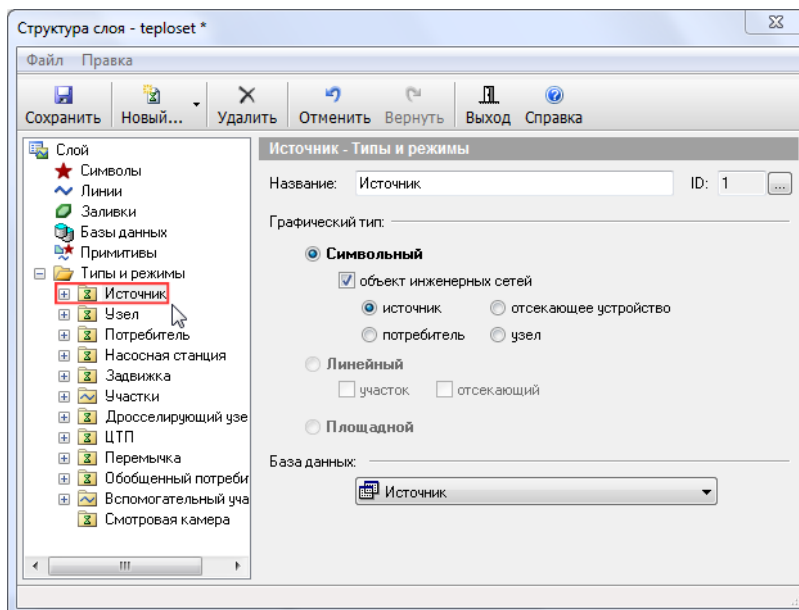 Структура слоя - teploset *
Файл Правка
Сохранить Новый... Удалить Отменить Вернуть Выход Справка
Слой
Символы
Линии
Заливки
Базы данных
Примитивы
Типы и режимы
Источник
Узел
Потребитель
Насосная станция
Задвижка
Участки
Дросселирующий узе
ЦТП
Перемычка
Обобщенный потреби
Вспомогательный уча
Смотровая камера
Источник - Типы и режимы
Название: Источник ID: 1 ...
Графический тип:
Символьный
объект инженерных сетей
источник отсекающее устройство
потребитель узел
Линейный
участок отсекающий
Площадной
База данных:
Источник